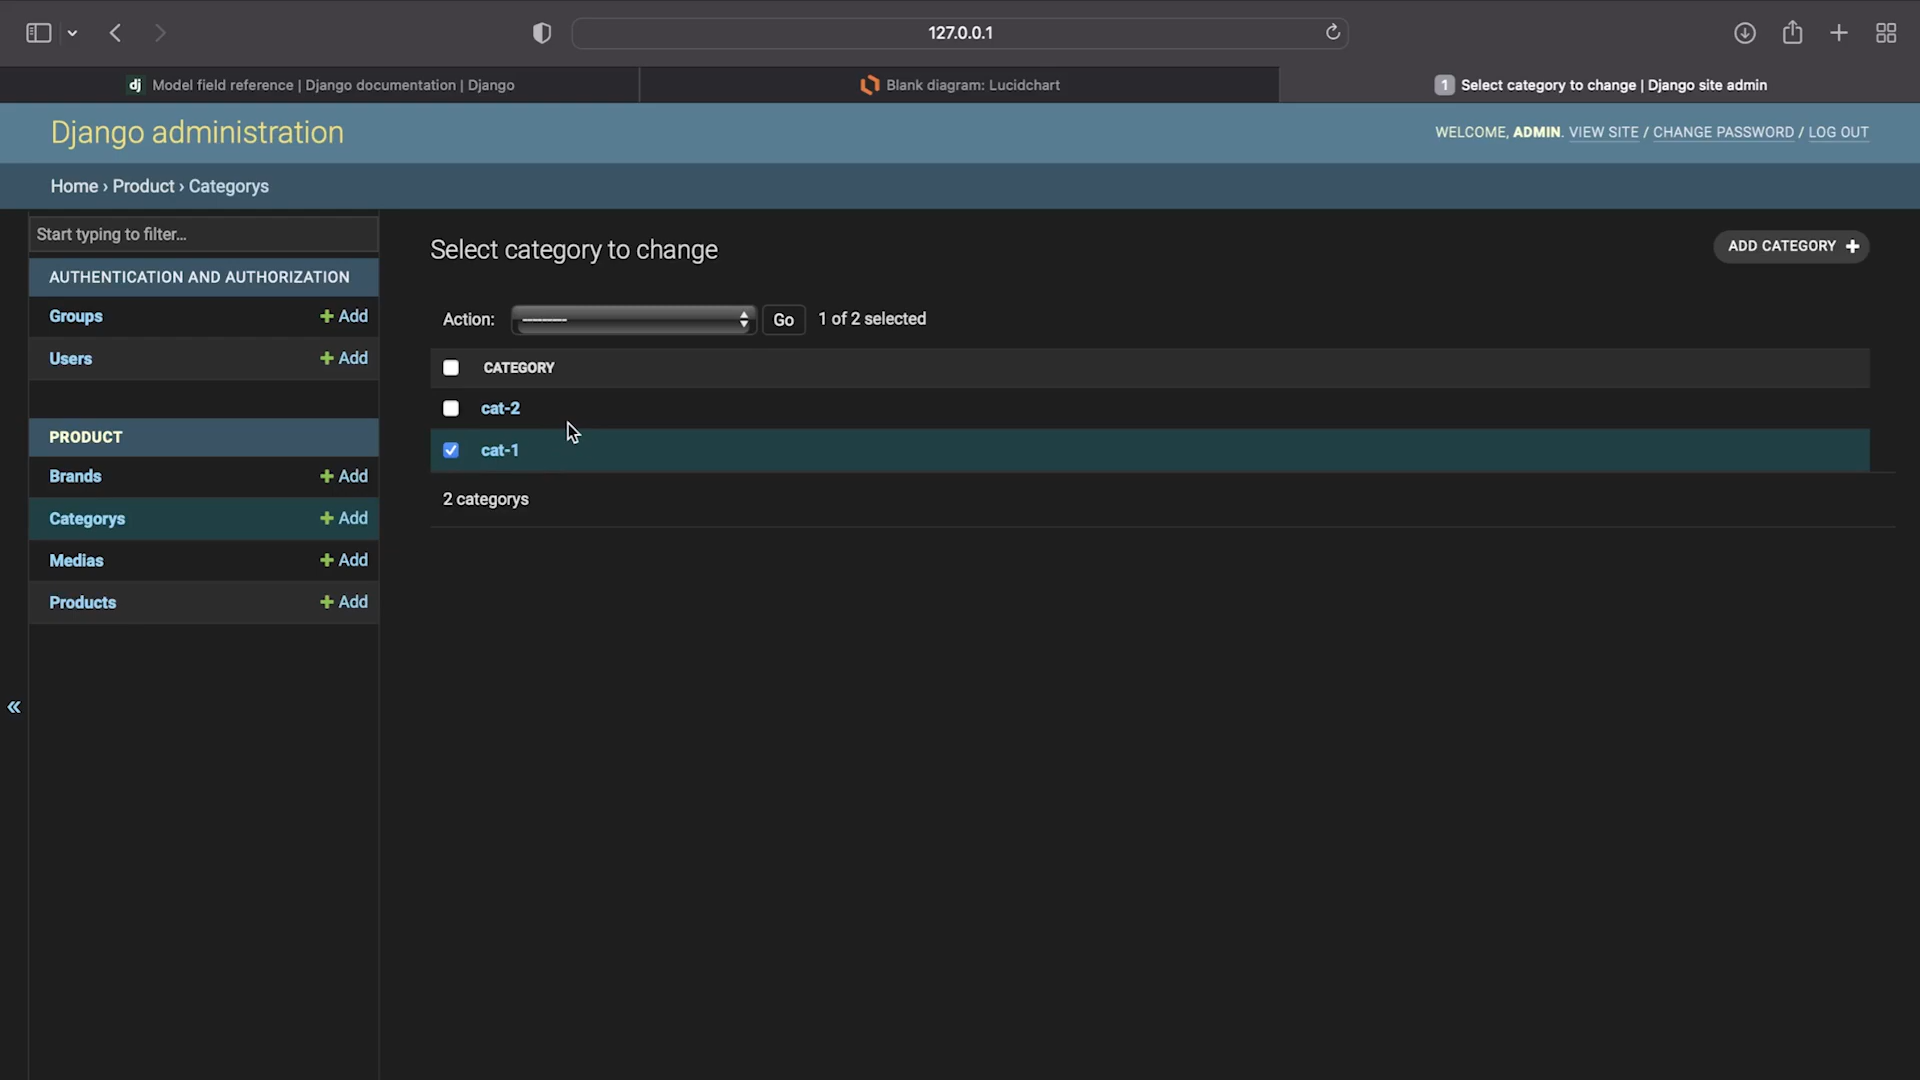 127.0.0.1
dj Model field reference | Django documentation | Django
Blank diagram: Lucidchart
1 Select category to change | Django site admin
Django administration
WELCOME, ADMIN. VIEW SITE / CHANGE PASSWORD / LOG OUT
Home › Product › Categorys
Start typing to filter...
AUTHENTICATION AND AUTHORIZATION
Groups + Add
Users + Add
PRODUCT
Brands + Add
Categorys + Add
Medias + Add
Products + Add
«
Select category to change
ADD CATEGORY +
Action: --------- Go 1 of 2 selected
CATEGORY
cat-2
cat-1
2 categorys